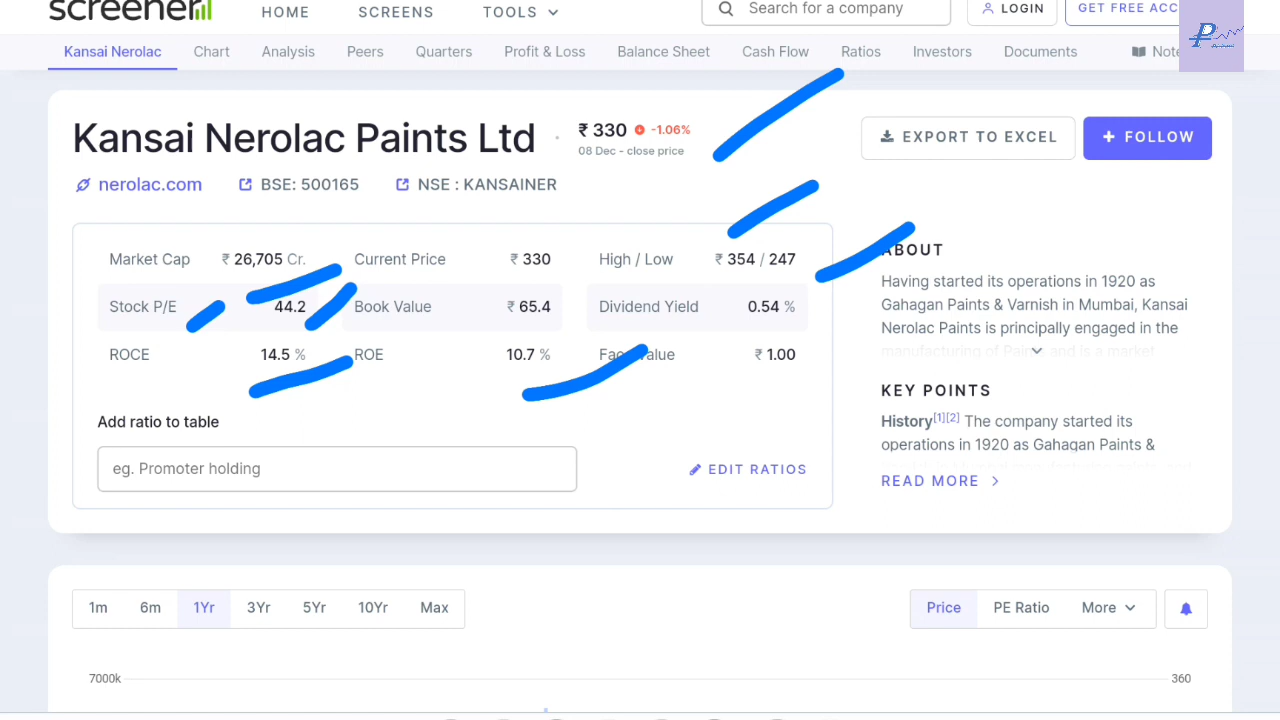 screener
HOME SCREENS TOOLS
Search for a company
LOGIN
GET FREE ACC
Kansai Nerolac Chart Analysis Peers Quarters Profit & Loss Balance Sheet Cash Flow Ratios Investors Documents Note
Kansai Nerolac Paints Ltd
₹ 330 -1.06%
08 Dec - close price
EXPORT TO EXCEL
+ FOLLOW
nerolac.com BSE: 500165 NSE : KANSAINER
Market Cap ₹ 26,705 Cr.
Current Price ₹ 330
High / Low ₹ 354 / 247
Stock P/E 44.2
Book Value ₹ 65.4
Dividend Yield 0.54 %
ROCE 14.5 %
ROE 10.7 %
Face Value ₹ 1.00
Add ratio to table
eg. Promoter holding
EDIT RATIOS
ABOUT
Having started its operations in 1920 as
Gahagan Paints & Varnish in Mumbai, Kansai
Nerolac Paints is principally engaged in the
manufacturing of Paints and is a market
KEY POINTS
History[1][2] The company started its
operations in 1920 as Gahagan Paints &
READ MORE
1m 6m 1Yr 3Yr 5Yr 10Yr Max
Price PE Ratio More
7000k 360